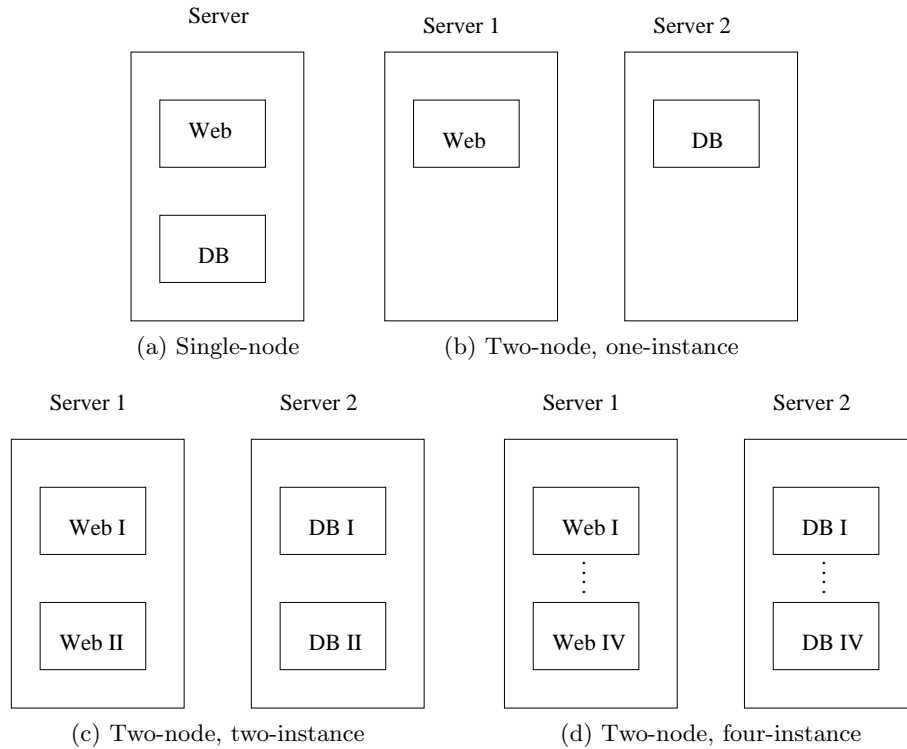 Server
Server 1
Server 2
Web
Web
DB
DB
(a) Single-node
(b) Two-node, one-instance
Server 1
Server 2
Server 1
Server 2
Web I
DB I
Web I
DB I
Web II
DB II
Web IV
DB IV
(c) Two-node, two-instance
(d) Two-node, four-instance